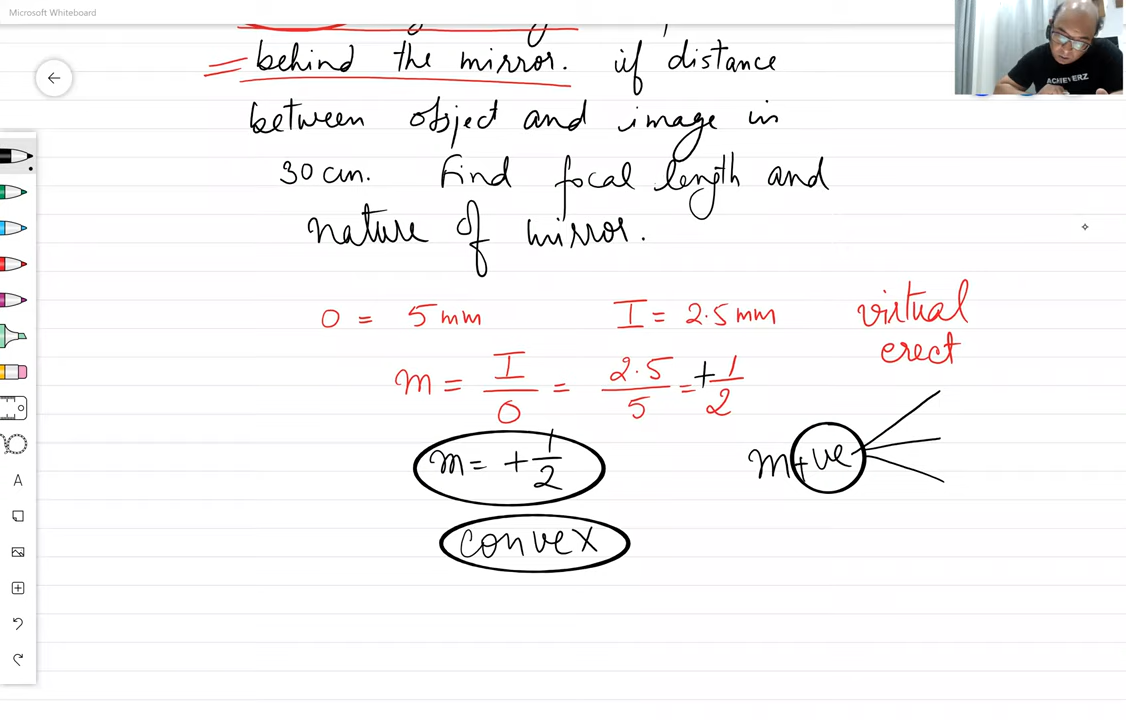 Microsoft Whiteboard
ACHIEVERZ
behind the mirror. if distance
between object and image in
30 cm. Find focal length and
nature of mirror.
O = 5 mm I = 2.5 mm virtual
erect
m = I/O = 2.5/5 = +1/2
m = +1/2 m +ve
convex
A